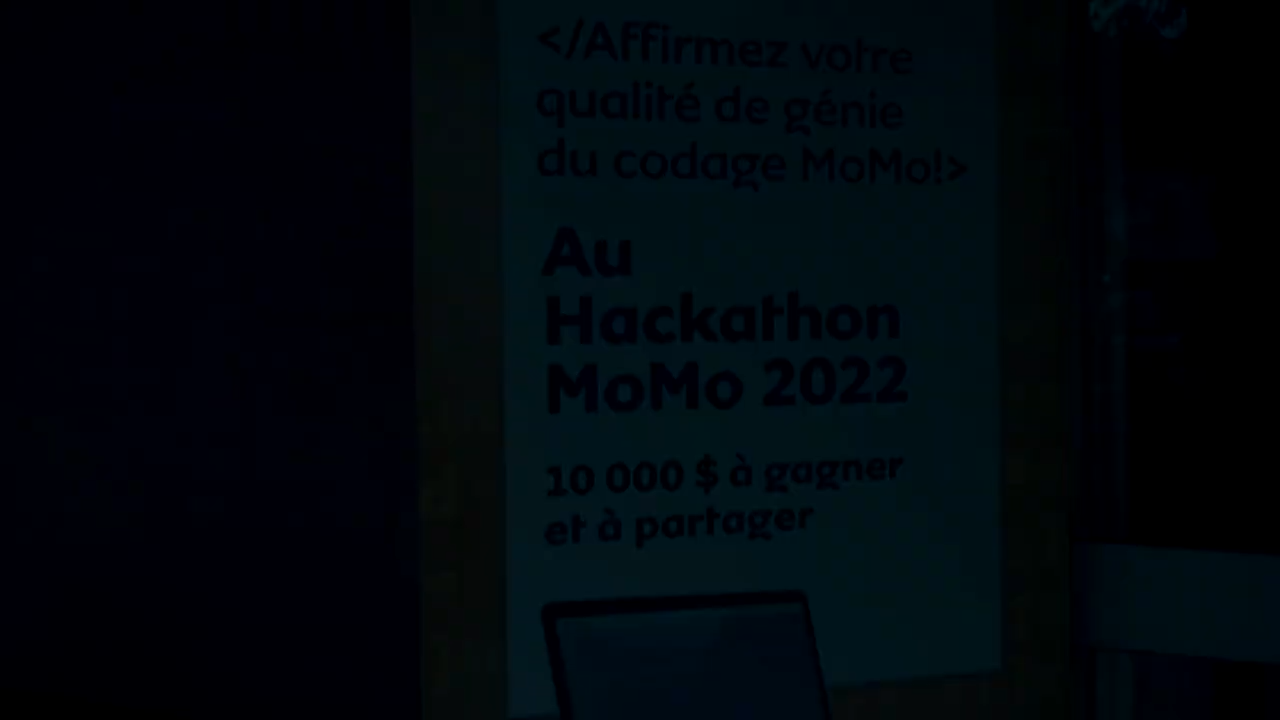 </Affirmez votre
qualité de génie
du codage MoMo!>
Au
Hackathon
MoMo 2022
10 000 $ à gagner
et à partager